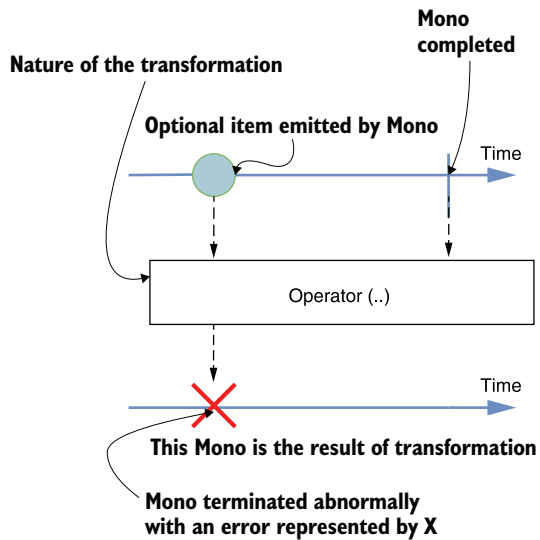 Mono
completed
Nature of the transformation
Optional item emitted by Mono
Time
Operator (..)
Time
This Mono is the result of transformation
Mono terminated abnormally
with an error represented by X